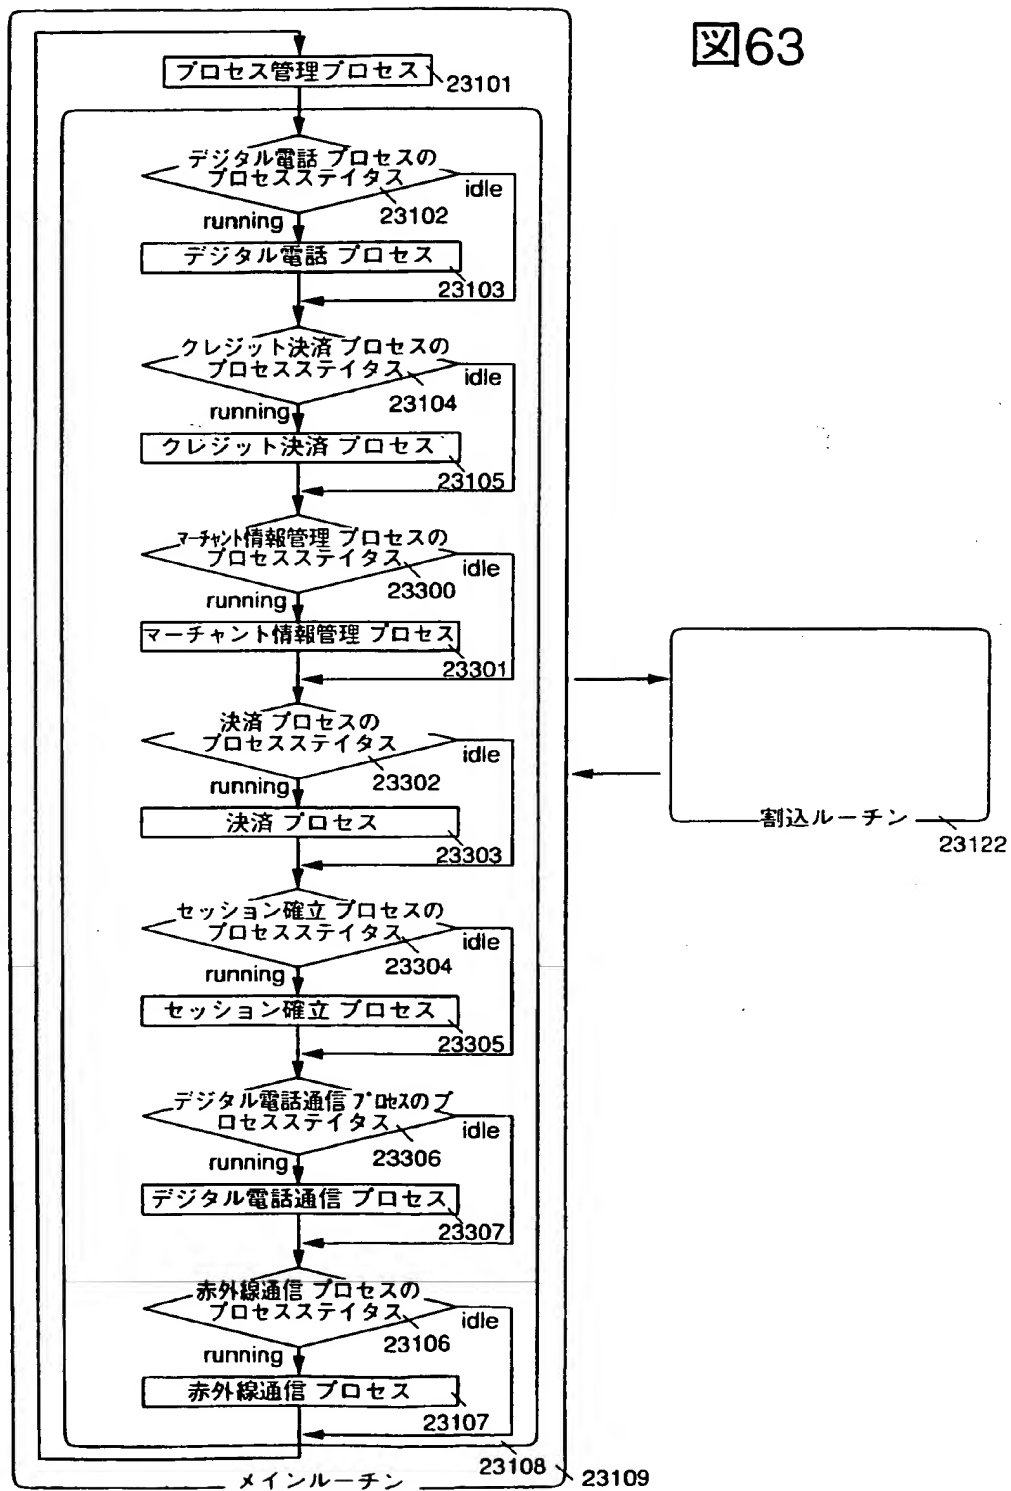 図63
プロセス管理プロセス
23101
デジタル電話 プロセスの
プロセスステイタス
idle
23102
running
デジタル電話 プロセス
23103
クレジット決済 プロセスの
プロセスステイタス
idle
23104
running
クレジット決済 プロセス
23105
マーチャント情報管理 プロセスの
プロセスステイタス
idle
23300
running
マーチャント情報管理 プロセス
23301
決済 プロセスの
プロセスステイタス
idle
23302
running
決済 プロセス
23303
セッション確立 プロセスの
プロセスステイタス
idle
23304
running
セッション確立 プロセス
23305
デジタル電話通信 プロセスのプ
ロセスステイタス
idle
23306
running
デジタル電話通信 プロセス
23307
赤外線通信 プロセスの
プロセスステイタス
idle
23106
running
赤外線通信 プロセス
23107
23108
メインルーチン
23109
割込ルーチン
23122